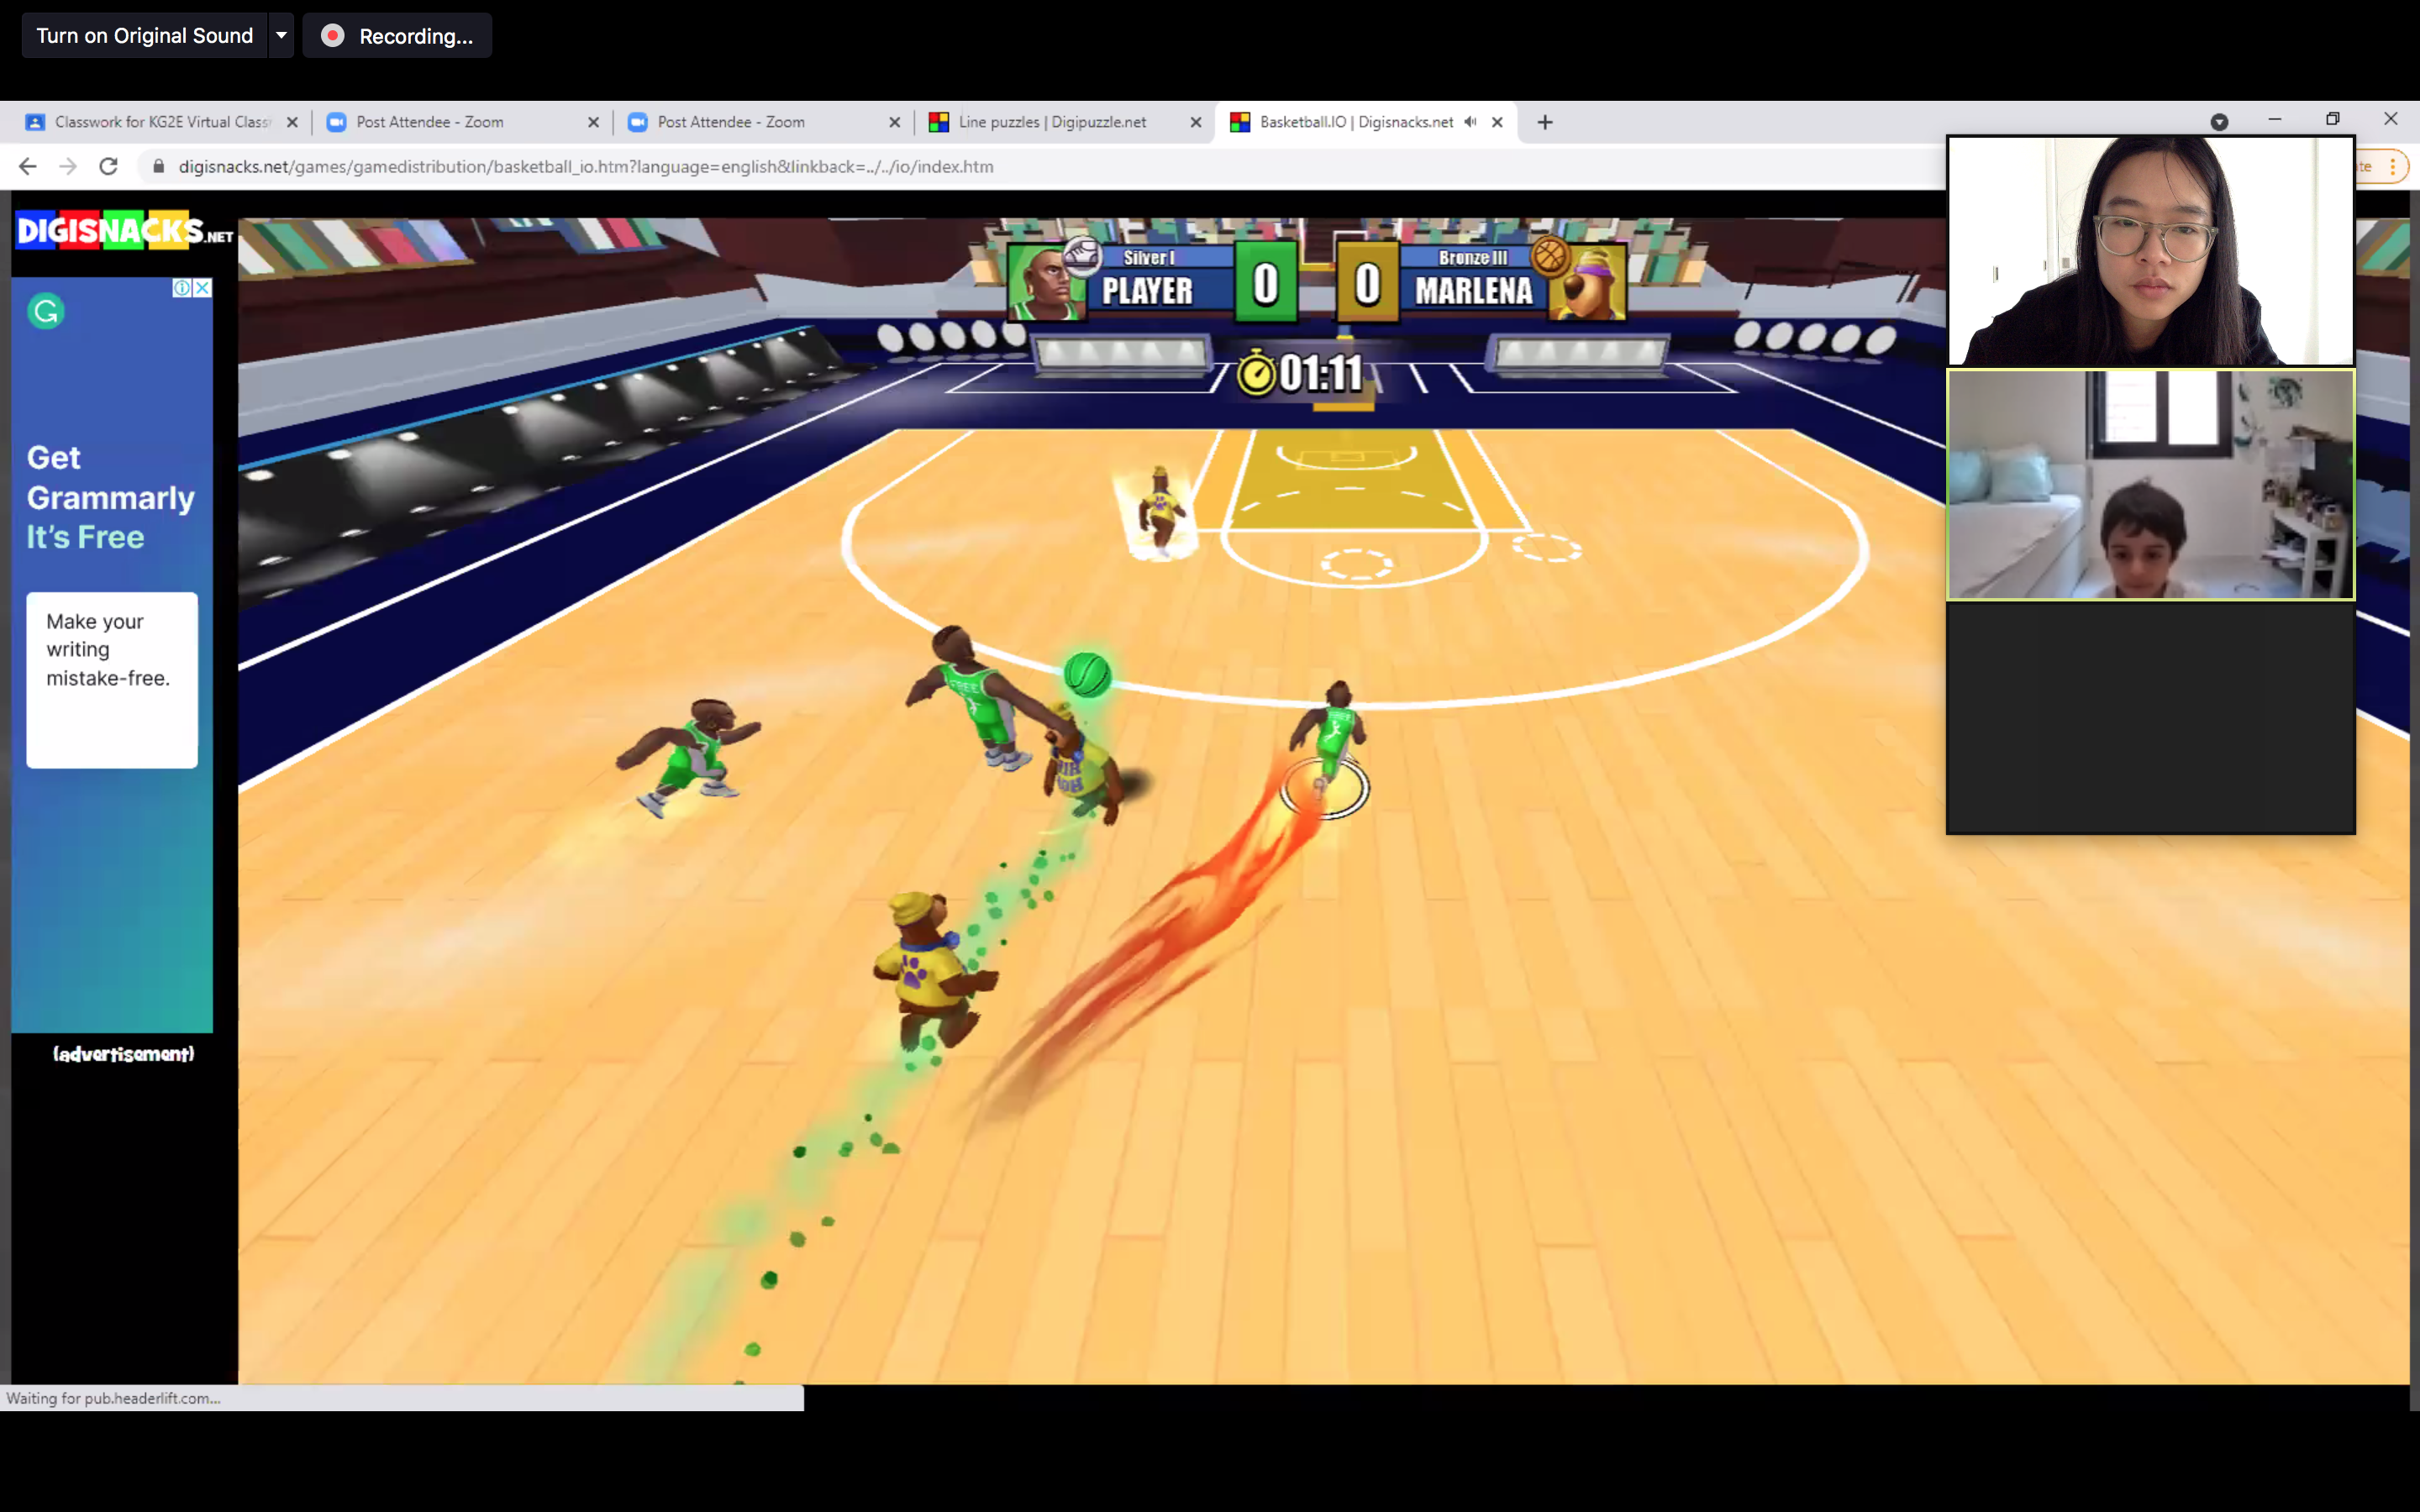 Turn on Original Sound
Recording...
Classwork for KG2E Virtual Class
Post Attendee - Zoom
Post Attendee - Zoom
Line puzzles | Digipuzzle.net
Basketball.IO | Digisnacks.net
digisnacks.net/games/gamedistribution/basketball_io.htm?language=english&linkback=../../io/index.htm
DIGISNACKS.NET
Silver I
PLAYER
0
0
Bronze III
MARLENA
01:11
Get
Grammarly
It's Free
Make your
writing
mistake-free.
(advertisement)
FREE
FREE
Waiting for pub.headerlift.com...